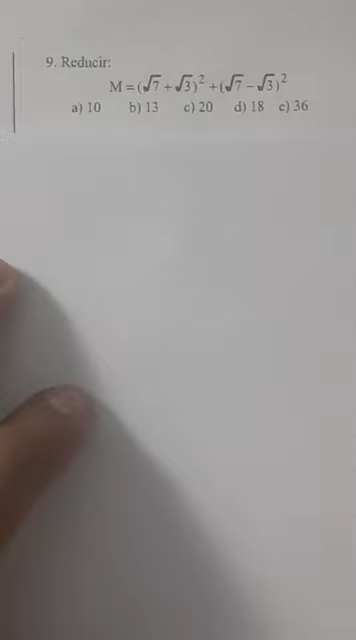 9. Reducir:
M = (√7 + √3)² + (√7 − √3)²
a) 10 b) 13 c) 20 d) 18 e) 36